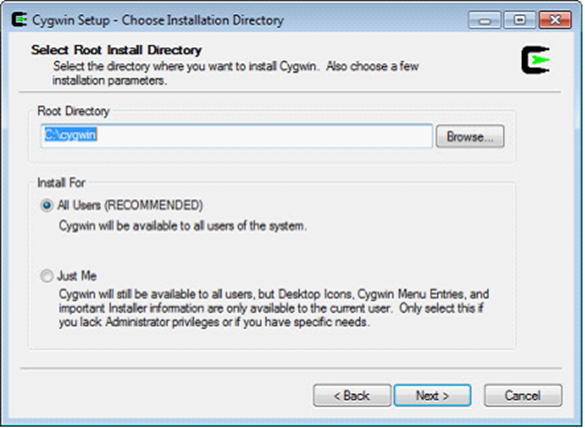 Cygwin Setup - Choose Installation Directory
Select Root Install Directory
Select the directory where you want to install Cygwin. Also choose a few
installation parameters.
Root Directory
C:\cygwin
Browse...
Install For
All Users (RECOMMENDED)
Cygwin will be available to all users of the system.
Just Me
Cygwin will still be available to all users, but Desktop Icons, Cygwin Menu Entries, and
important Installer information are only available to the current user. Only select this if
you lack Administrator privileges or if you have specific needs.
< Back
Next >
Cancel